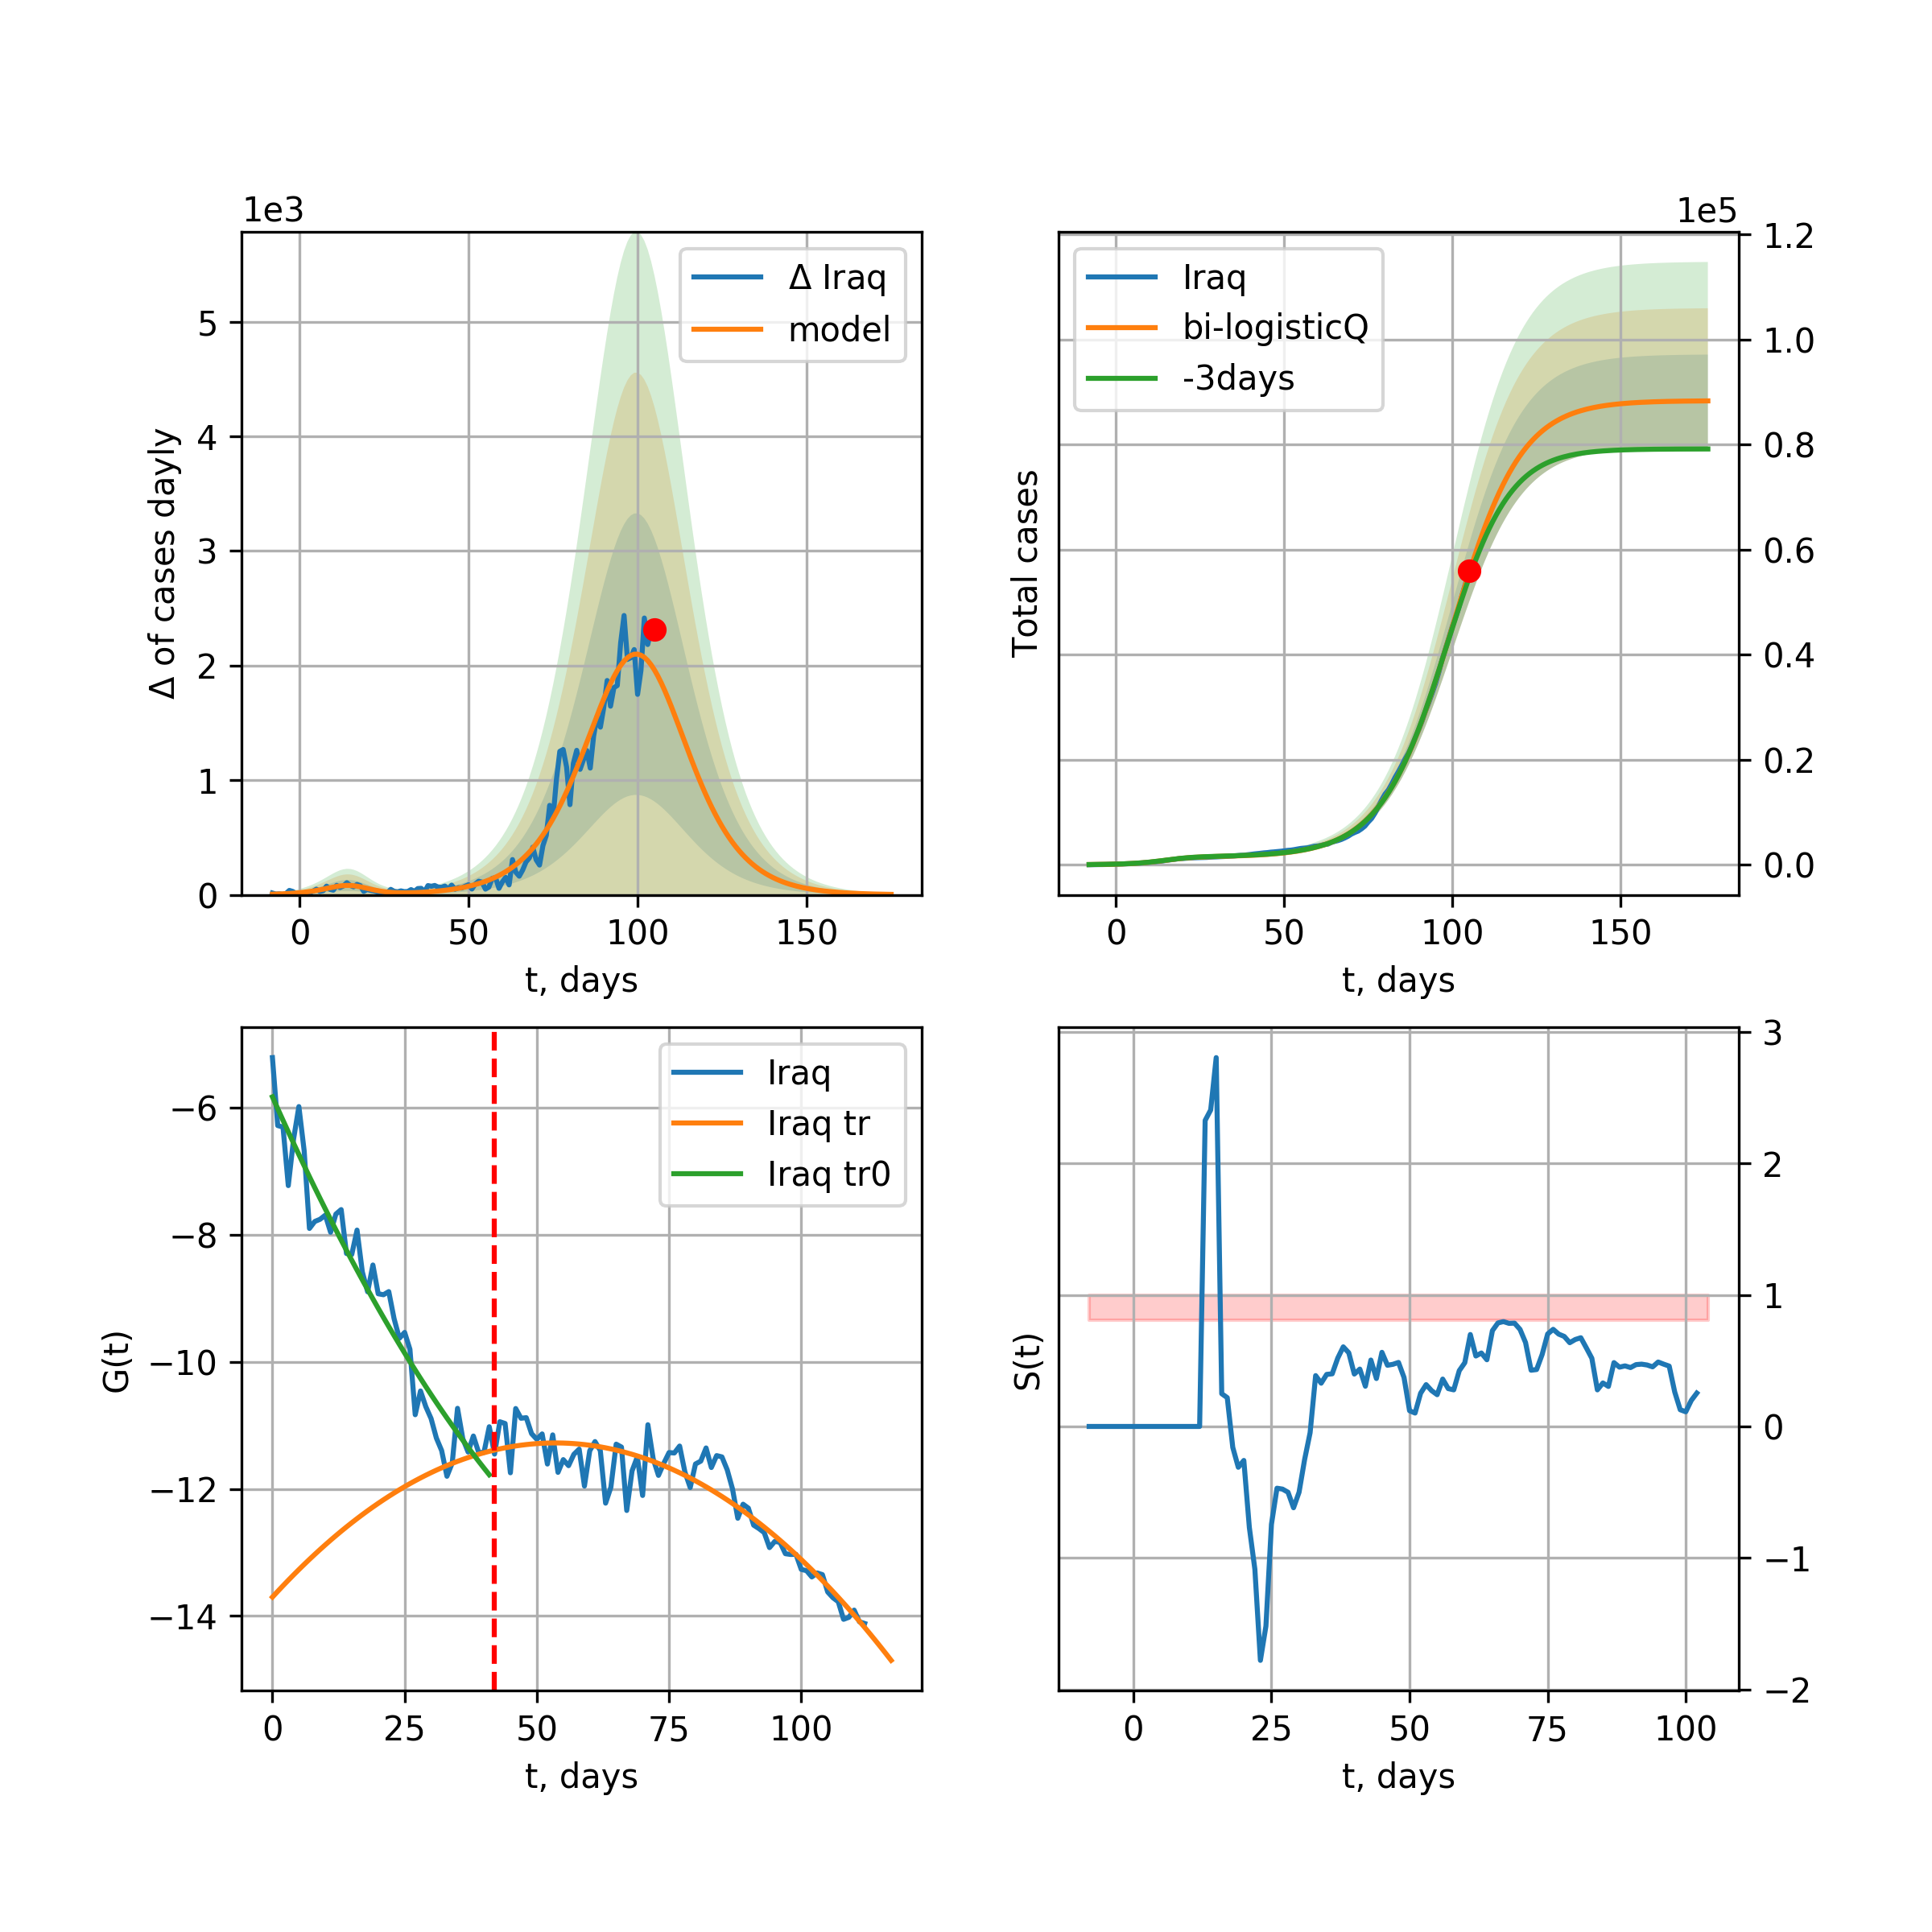 1e3
Δ Iraq
model
5
4
3
2
1
0
Δ of cases dayly
0 50 100 150
t, days
1e5
Iraq
bi-logisticQ
-3days
1.2
1.0
0.8
0.6
0.4
0.2
0.0
Total cases
0 50 100 150
t, days
Iraq
Iraq tr
Iraq tr0
−6
−8
−10
−12
−14
G(t)
0 25 50 75 100
t, days
3
2
1
0
−1
−2
S(t)
0 25 50 75 100
t, days